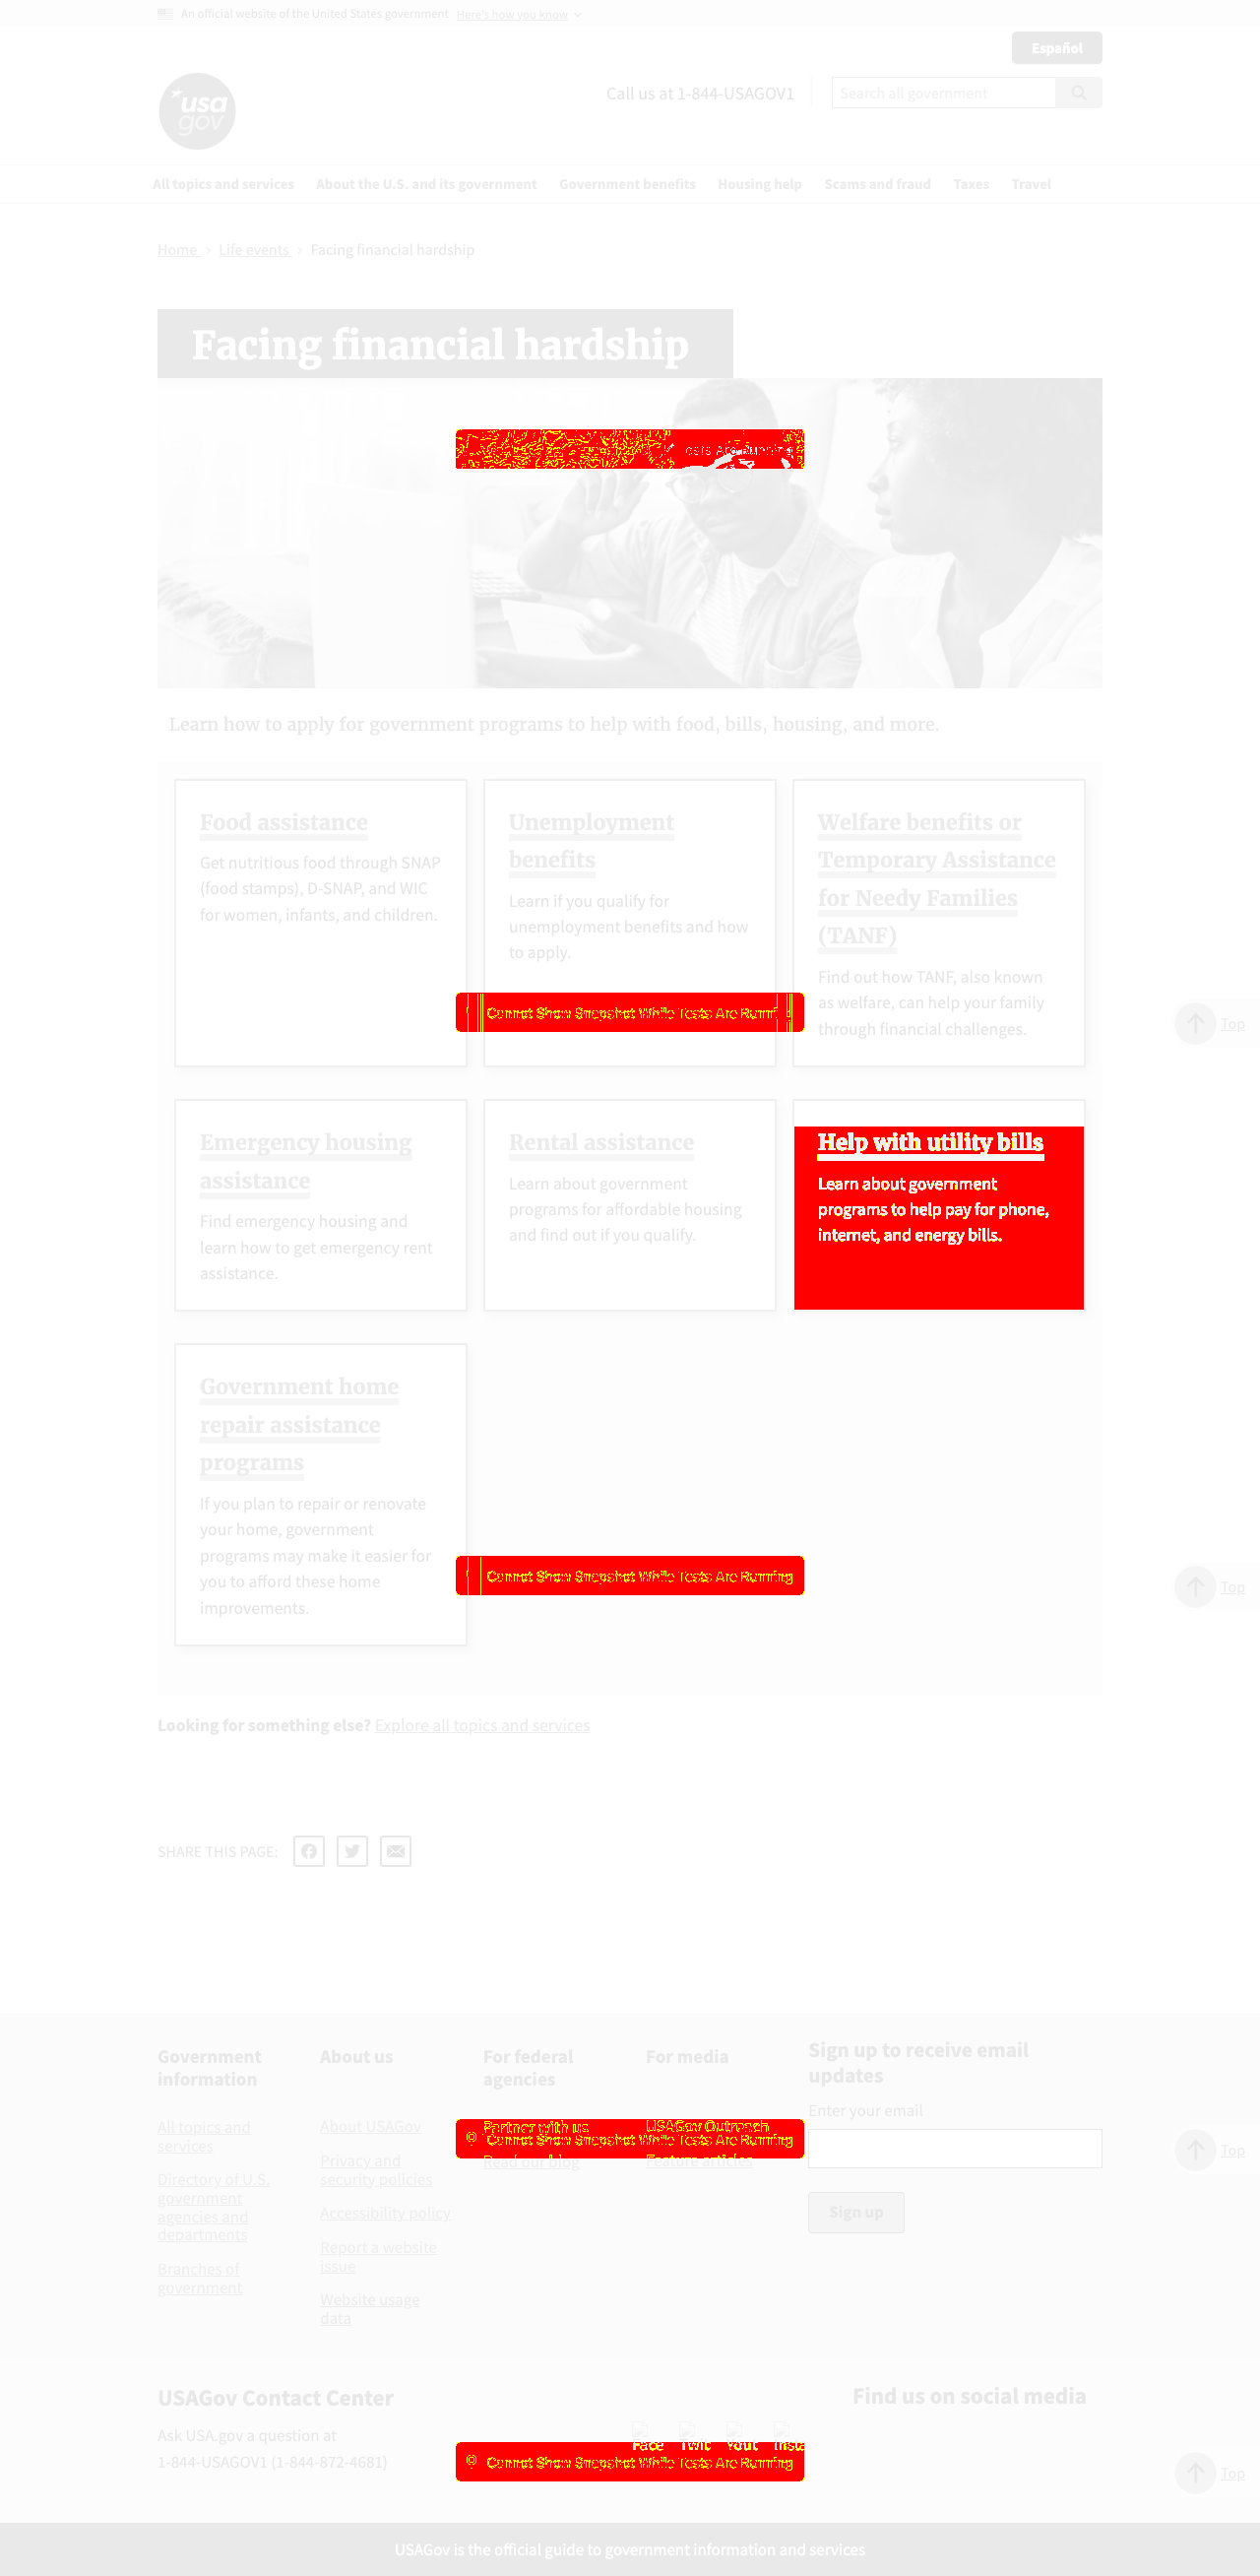 An official website of the United States government Here's how you know
Español
usa
gov
Call us at 1-844-USAGOV1
Search all government
All topics and services About the U.S. and its government Government benefits Housing help Scams and fraud Taxes Travel
Home Life events Facing financial hardship
Facing financial hardship
Tests Are Running
Learn how to apply for government programs to help with food, bills, housing, and more.
Food assistance
Get nutritious food through SNAP
(food stamps), D-SNAP, and WIC
for women, infants, and children.
Unemployment
benefits
Learn if you qualify for
unemployment benefits and how
to apply.
Welfare benefits or
Temporary Assistance
for Needy Families
(TANF)
Find out how TANF, also known
as welfare, can help your family
through financial challenges.
Cannot Show Snapshot While Tests Are Running
Top
Emergency housing
assistance
Find emergency housing and
learn how to get emergency rent
assistance.
Rental assistance
Learn about government
programs for affordable housing
and find out if you qualify.
Help with utility bills
Learn about government
programs to help pay for phone,
internet, and energy bills.
Government home
repair assistance
programs
If you plan to repair or renovate
your home, government
programs may make it easier for
you to afford these home
improvements.
Cannot Show Snapshot While Tests Are Running
Top
Looking for something else? Explore all topics and services
SHARE THIS PAGE:
Government
information
All topics and
services
Directory of U.S.
government
agencies and
departments
Branches of
government
About us
About USAGov
Privacy and
security policies
Accessibility policy
Report a website
issue
Website usage
data
For federal
agencies
Partner with us
Read our blog
For media
USAGov Outreach
Feature articles
Cannot Show Snapshot While Tests Are Running
Sign up to receive email
updates
Enter your email
Sign up
Top
USAGov Contact Center
Ask USA.gov a question at
1-844-USAGOV1 (1-844-872-4681)
Find us on social media
Face Twit Yout Insta
Cannot Show Snapshot While Tests Are Running
Top
USAGov is the official guide to government information and services